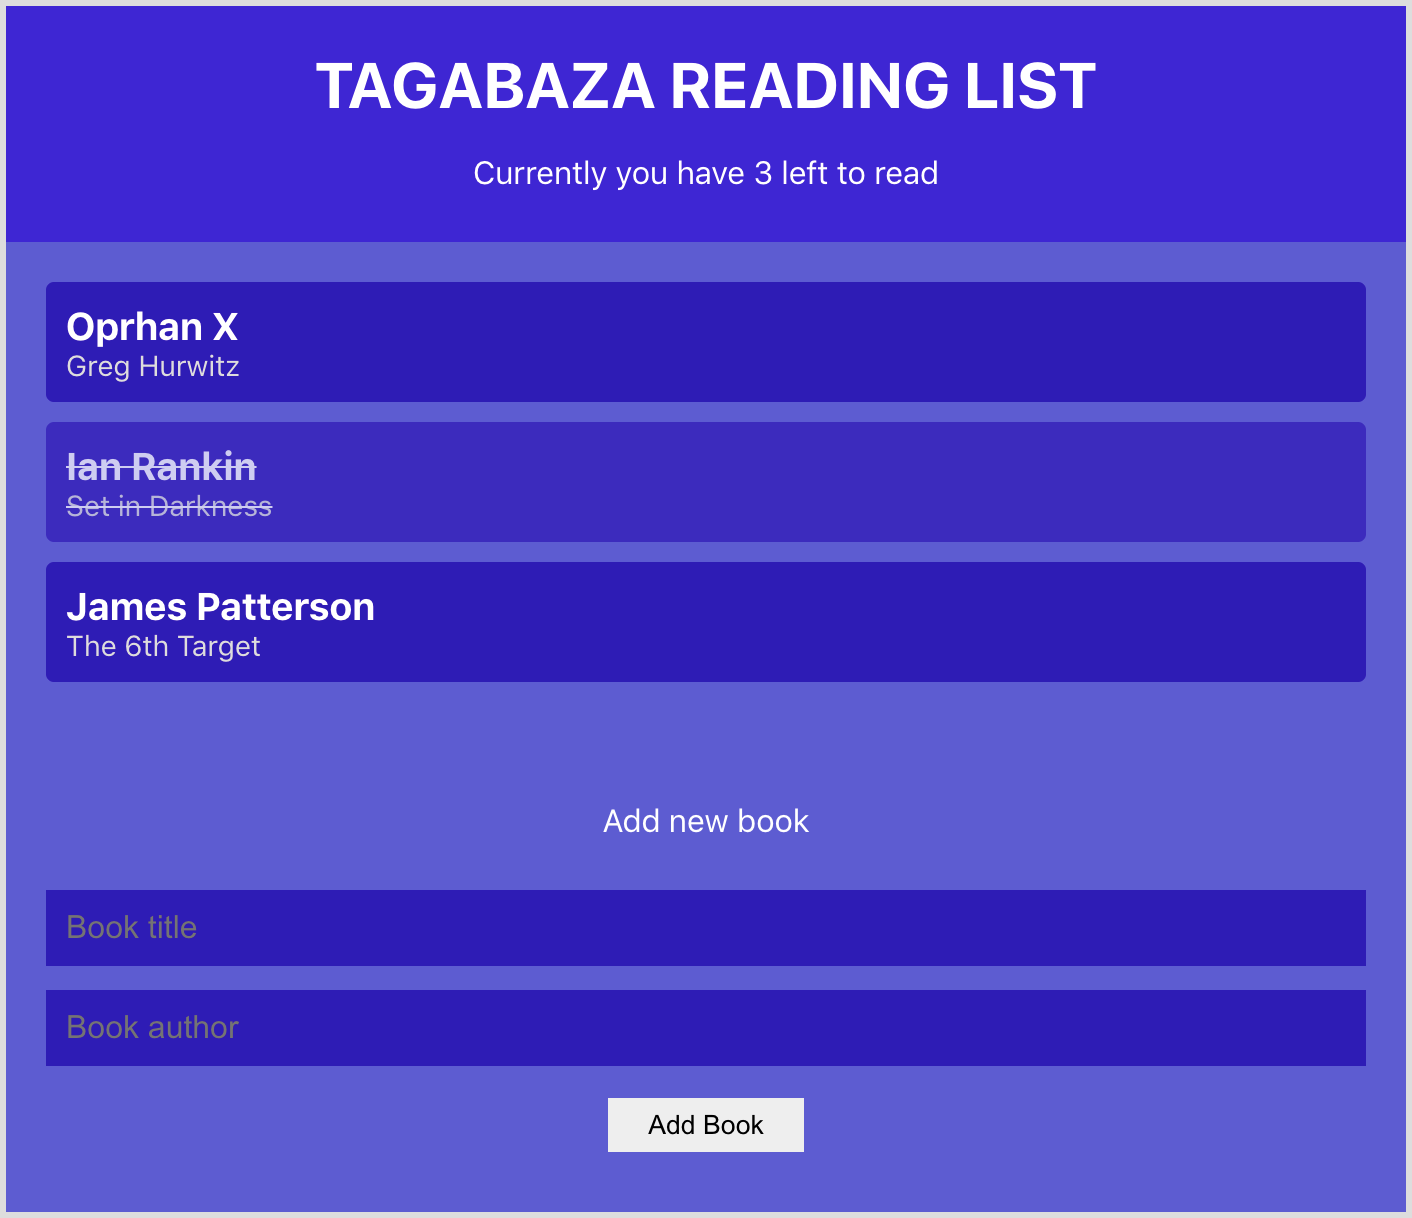 TAGABAZA READING LIST
Currently you have 3 left to read
Oprhan X
Greg Hurwitz
Ian Rankin
Set in Darkness
James Patterson
The 6th Target
Add new book
Book title
Book author
Add Book